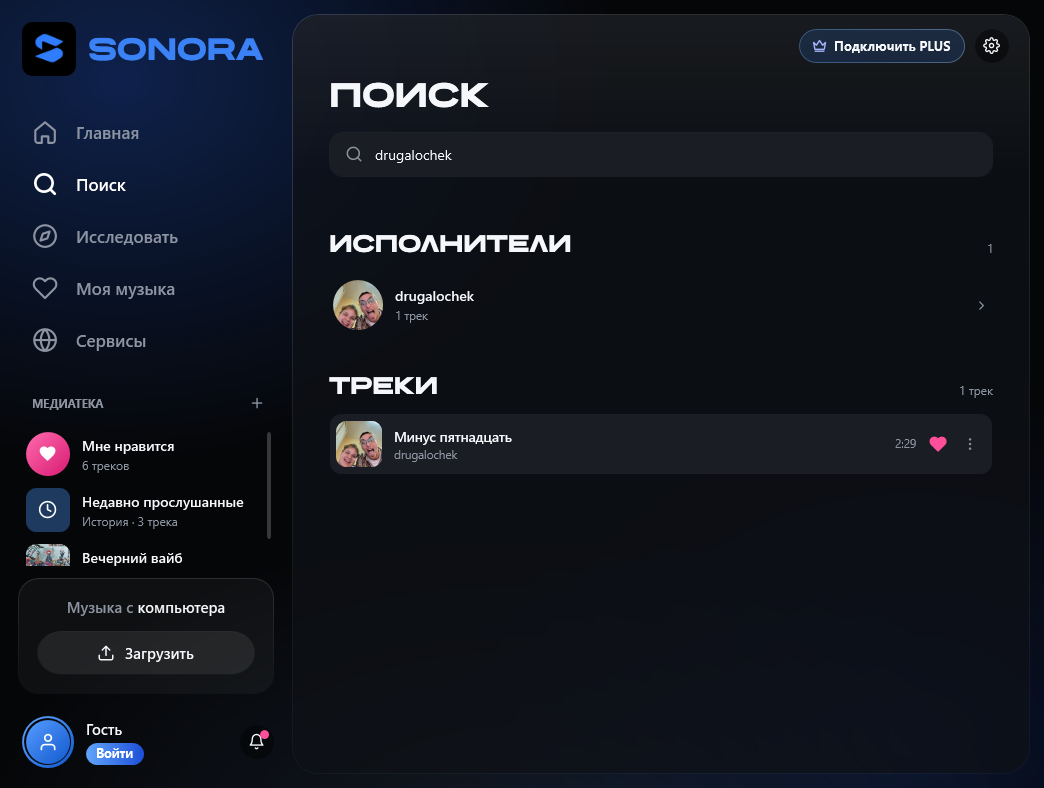 SONORA
Главная
Поиск
Исследовать
Моя музыка
Сервисы
МЕДИАТЕКА
Мне нравится
6 треков
Недавно прослушанные
История · 3 трека
Вечерний вайб
Музыка с компьютера
Загрузить
Гость
Войти
Подключить PLUS
ПОИСК
drugalochek
ИСПОЛНИТЕЛИ
1
drugalochek
1 трек
ТРЕКИ
1 трек
Минус пятнадцать
drugalochek
2:29